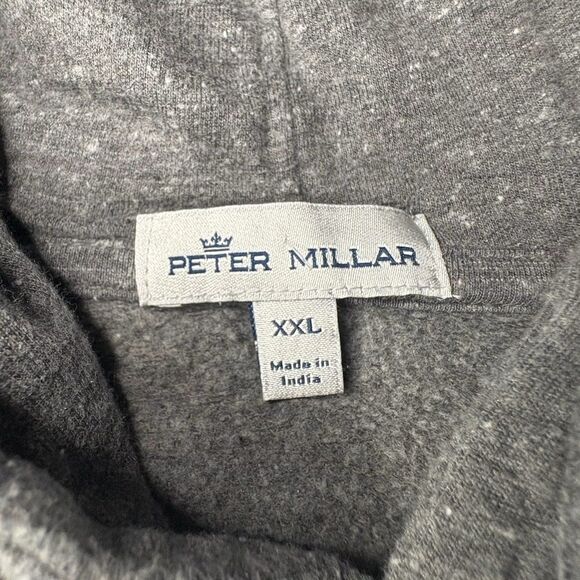 PETER MILLAR
XXL
Made in
India